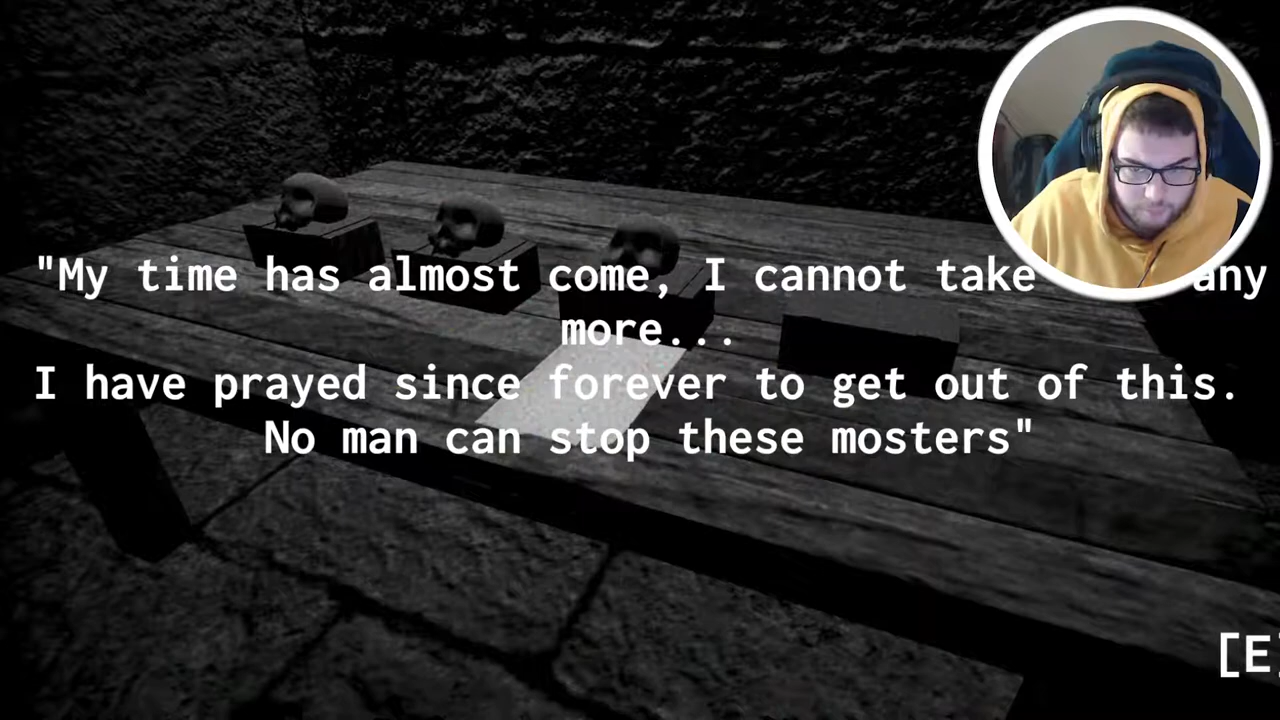 "My time has almost come, I cannot take any
more...
I have prayed since forever to get out of this.
No man can stop these mosters"
[E]